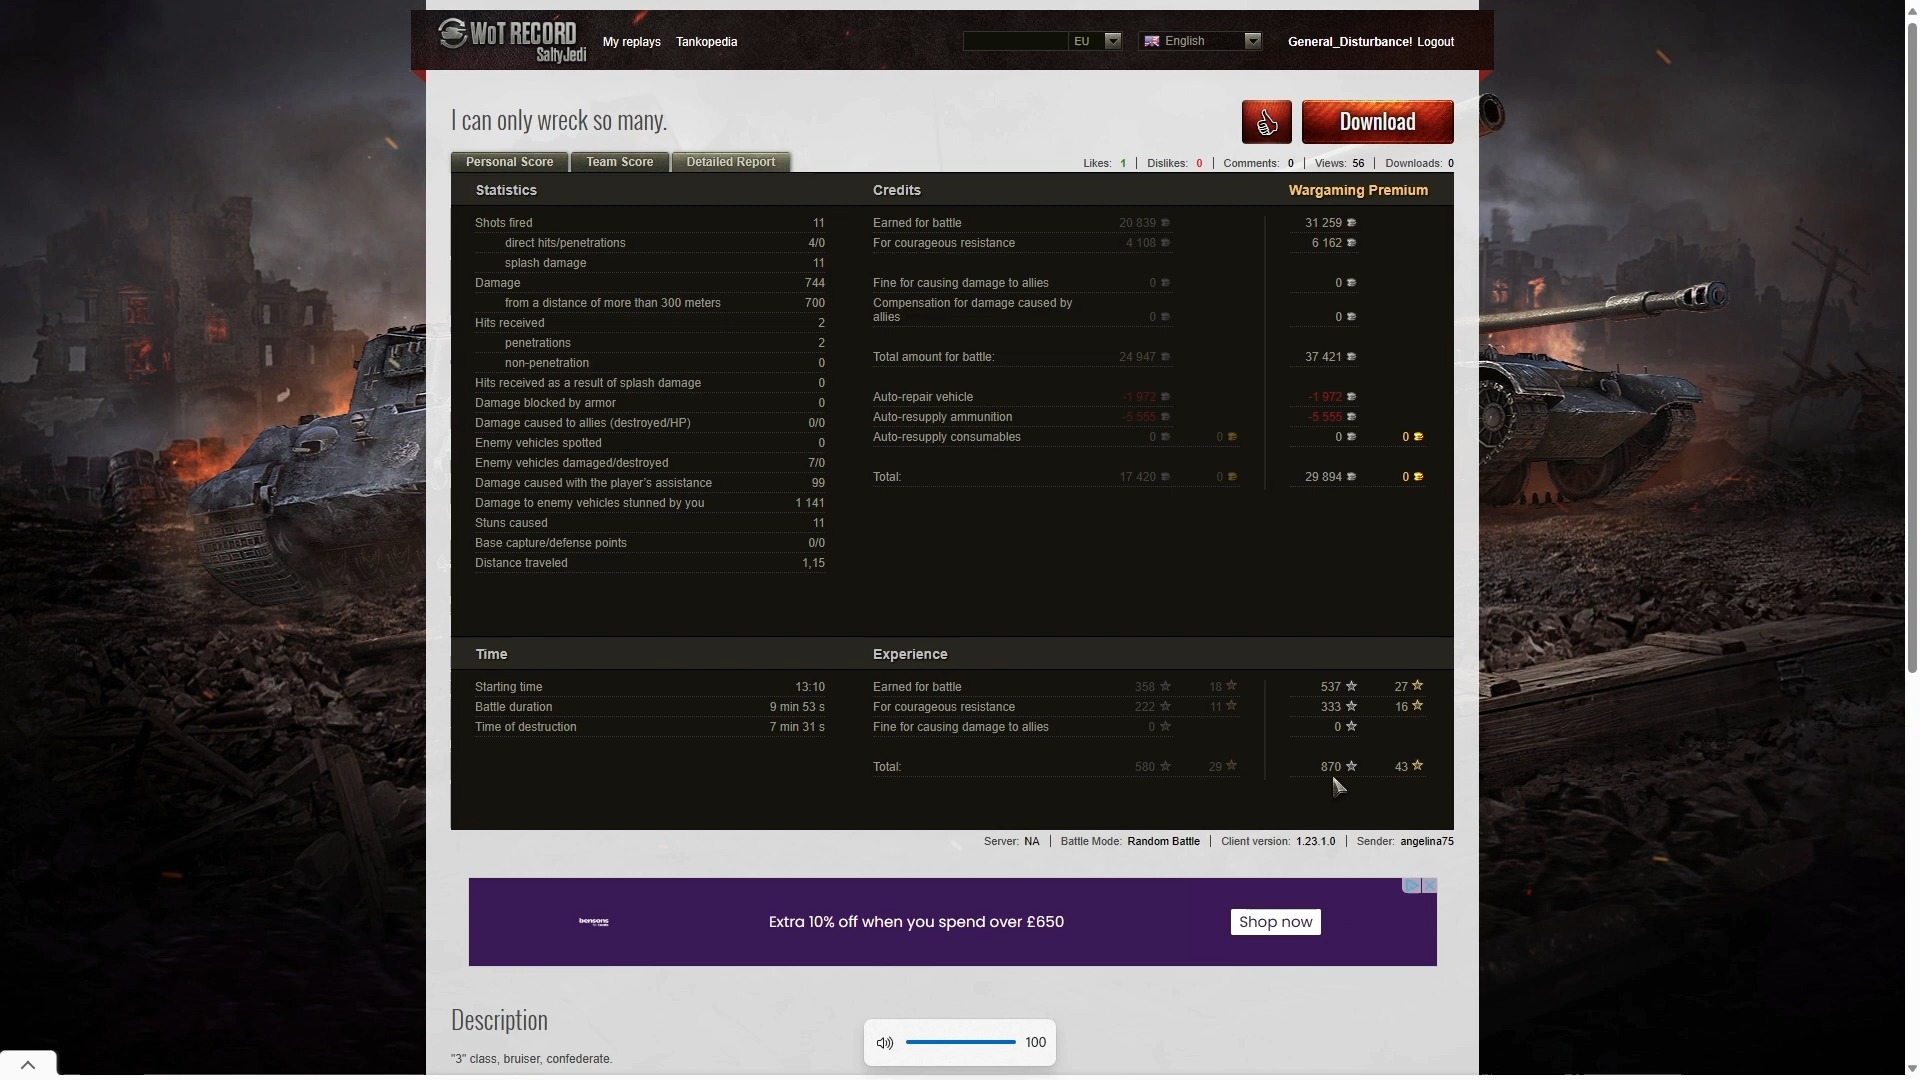 WoT RECORD
SaltyJedi
My replays
Tankopedia
EU
English
General_Disturbance! Logout
I can only wreck so many.
Download
Personal Score
Team Score
Detailed Report
Likes: 1 | Dislikes: 0 | Comments: 0 | Views: 56 | Downloads: 0
Statistics
Credits
Wargaming Premium
Shots fired 11
direct hits/penetrations 4/0
splash damage 11
Damage 744
from a distance of more than 300 meters 700
Hits received 2
penetrations 2
non-penetration 0
Hits received as a result of splash damage 0
Damage blocked by armor 0
Damage caused to allies (destroyed/HP) 0/0
Enemy vehicles spotted 0
Enemy vehicles damaged/destroyed 7/0
Damage caused with the player's assistance 99
Damage to enemy vehicles stunned by you 1 141
Stuns caused 11
Base capture/defense points 0/0
Distance traveled 1,15
Earned for battle 20 839 31 259
For courageous resistance 4 108 6 162
Fine for causing damage to allies 0 0
Compensation for damage caused by
allies 0 0
Total amount for battle: 24 947 37 421
Auto-repair vehicle -1 972 -1 972
Auto-resupply ammunition -5 555 -5 555
Auto-resupply consumables 0 0 0 0
Total: 17 420 0 29 894 0
Time
Experience
Starting time 13:10
Battle duration 9 min 53 s
Time of destruction 7 min 31 s
Earned for battle 358 18 537 27
For courageous resistance 222 11 333 16
Fine for causing damage to allies 0 0
Total: 580 29 870 43
Server: NA | Battle Mode: Random Battle | Client version: 1.23.1.0 | Sender: angelina75
bensons
Extra 10% off when you spend over £650
Shop now
Description
"3" class, bruiser, confederate.
100